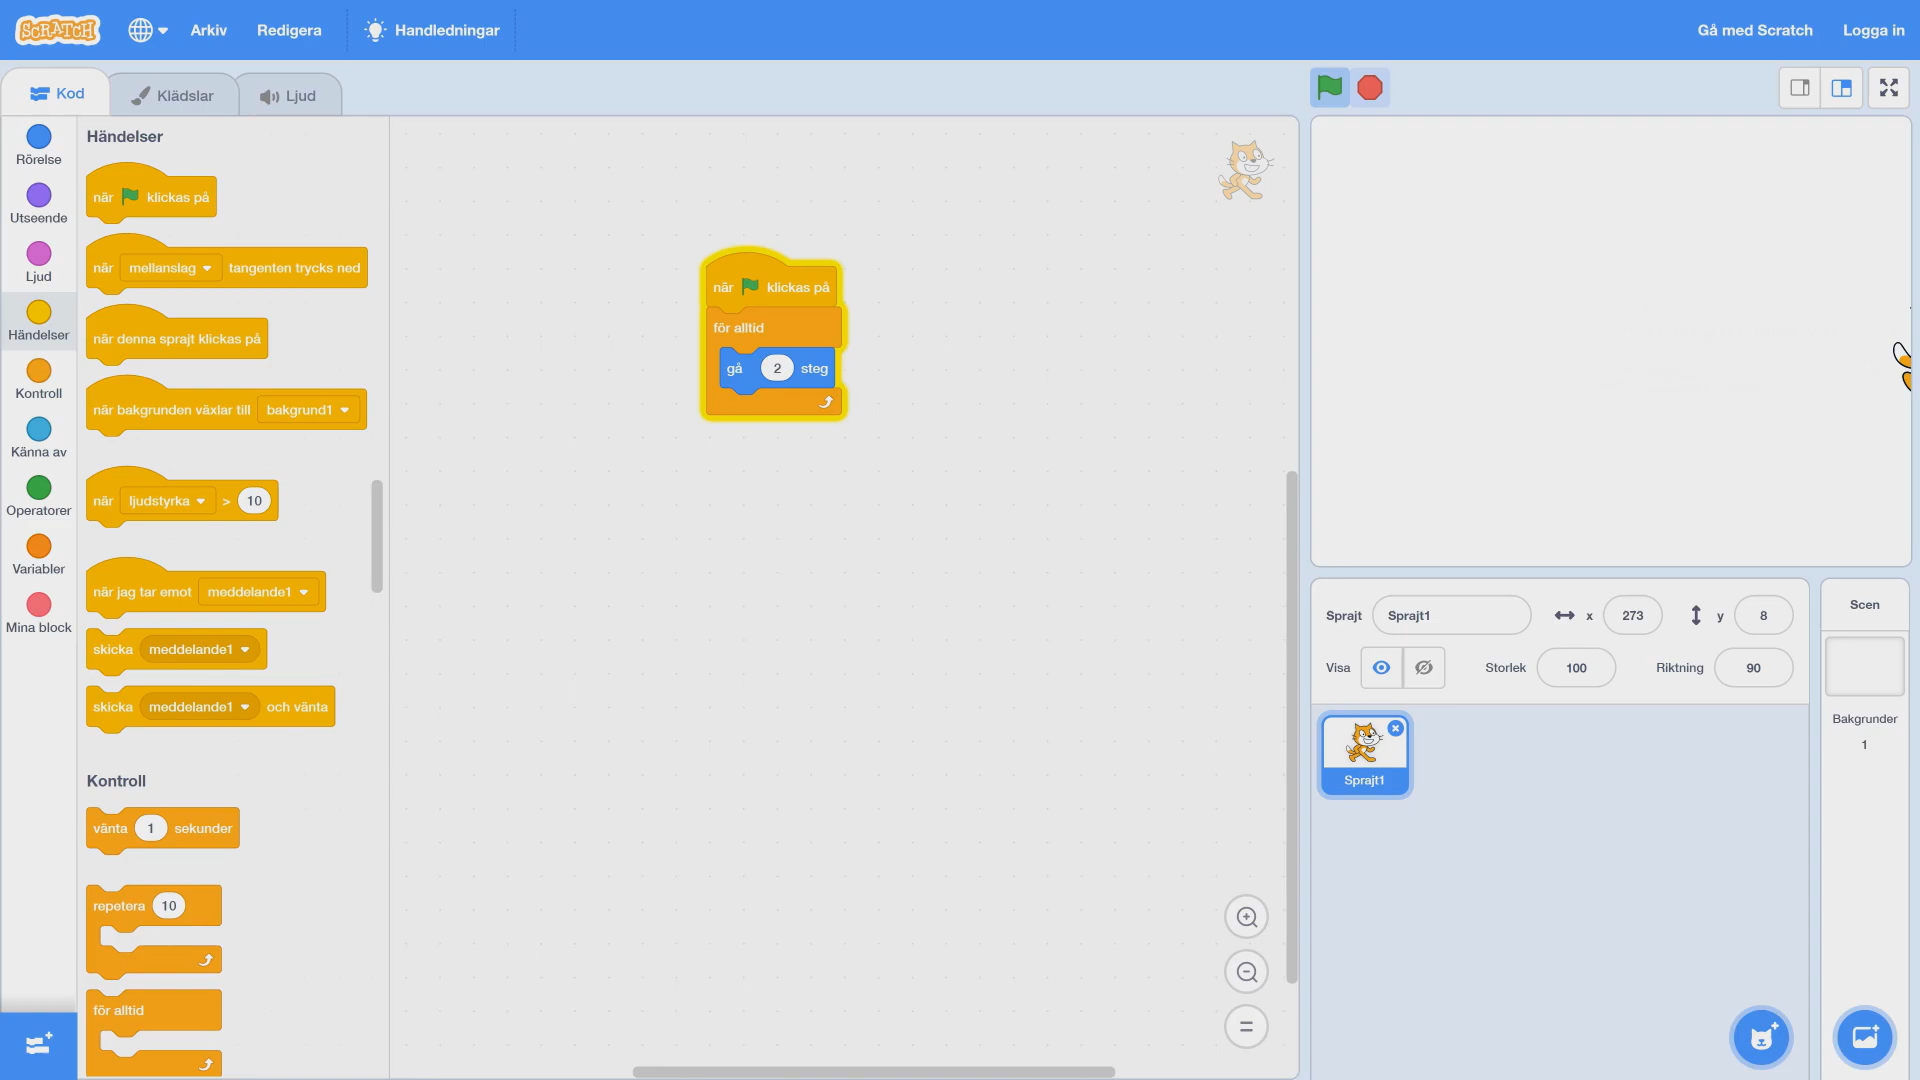 SCRATCH
Arkiv
Redigera
Handledningar
Gå med Scratch
Logga in
Kod
Klädslar
Ljud
Rörelse
Utseende
Ljud
Händelser
Kontroll
Känna av
Operatorer
Variabler
Mina block
Händelser
när klickas på
när mellanslag tangenten trycks ned
när denna sprajt klickas på
när bakgrunden växlar till bakgrund1
när ljudstyrka > 10
när jag tar emot meddelande1
skicka meddelande1
skicka meddelande1 och vänta
Kontroll
vänta 1 sekunder
repetera 10
för alltid
när klickas på
för alltid
gå 2 steg
Sprajt Sprajt1 x 273 y 8
Visa Storlek 100 Riktning 90
Sprajt1
Scen
Bakgrunder
1